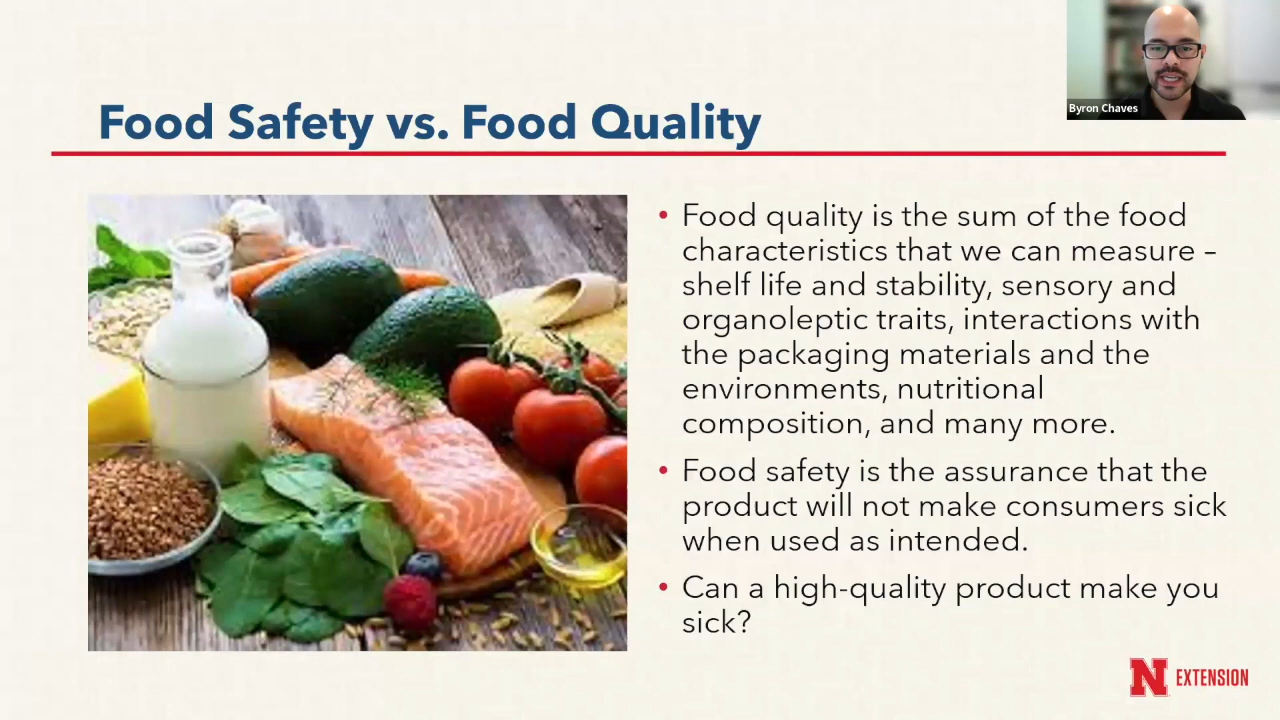 Byron Chaves
Food Safety vs. Food Quality
• Food quality is the sum of the food
characteristics that we can measure –
shelf life and stability, sensory and
organoleptic traits, interactions with
the packaging materials and the
environments, nutritional
composition, and many more.
• Food safety is the assurance that the
product will not make consumers sick
when used as intended.
• Can a high-quality product make you
sick?
N EXTENSION